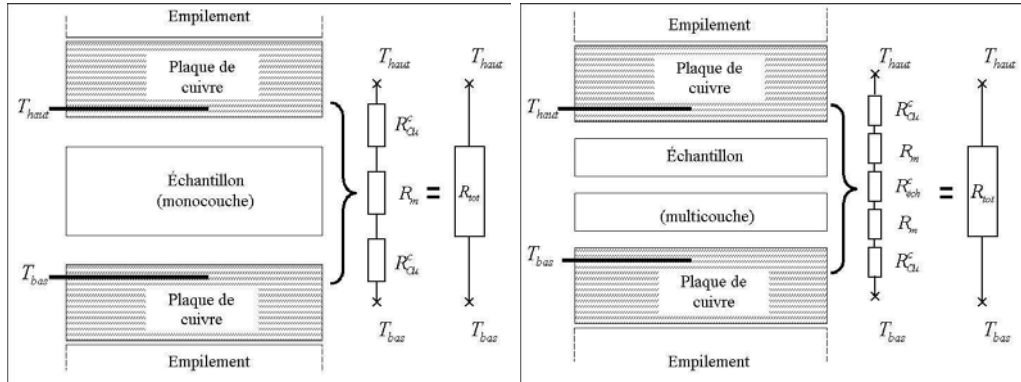 Empilement
Plaque de
cuivre
T_haut
Échantillon
(monocouche)
T_bas
Plaque de
cuivre
Empilement
T_haut
R^c_Cu
R_m
R^c_Cu
T_bas
=
T_haut
R_tot
T_bas
Empilement
Plaque de
cuivre
T_haut
Échantillon
(multicouche)
T_bas
Plaque de
cuivre
Empilement
T_haut
R^c_Cu
R_m
R^c_éch
R_m
R^c_Cu
T_bas
=
T_haut
R_tot
T_bas